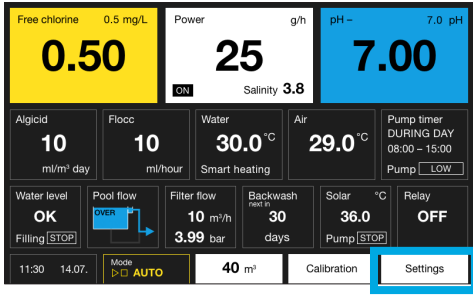 Free chlorine 0.5 mg/L
0.50
Power g/h
25
ON Salinity 3.8
pH – 7.0 pH
7.00
Algicid
10
ml/m³ day
Flocc
10
ml/hour
Water
30.0 °C
Smart heating
Air
29.0 °C
Pump timer
DURING DAY
08:00 – 15:00
Pump LOW
Water level
OK
Filling STOP
Pool flow
OVER
Filter flow
10 m³/h
3.99 bar
Backwash
next in
30
days
Solar °C
36.0
Pump STOP
Relay
OFF
11:30 14.07.
Mode
AUTO
40 m³
Calibration
Settings